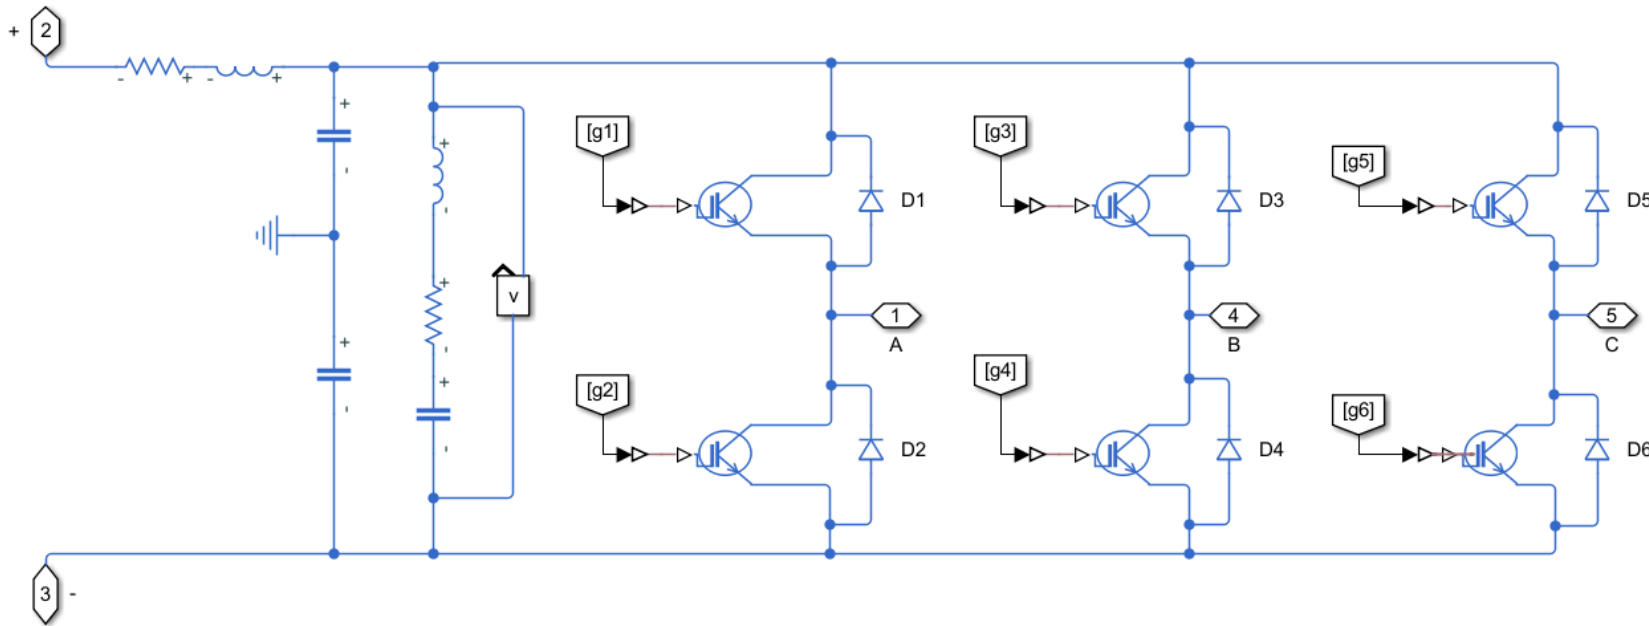 + 2
- + - +
+
-
+
-
+
-
+
-
+
-
v
[g1]
D1
[g3]
D3
[g5]
D5
1
A
4
B
5
C
[g2]
D2
[g4]
D4
[g6]
D6
3 -